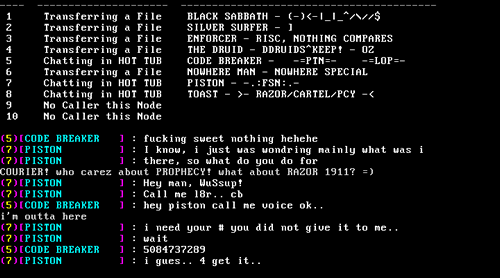 1 Transferring a File BLACK SABBATH - (-)<-|_|_^/\//$
2 Transferring a File SILVER SURFER - ]
3 Transferring a File ENFORCER - RISC, NOTHING COMPARES
4 Transferring a File THE DRUID - DDRUIDS^KEEP! - OZ
5 Chatting in HOT TUB CODE BREAKER - -=PTN=- -=LOP=-
6 Transferring a File NOWHERE MAN - NOWHERE SPECIAL
7 Chatting in HOT TUB PISTON - -.:FSN:.-
8 Chatting in HOT TUB TOAST - >- RAZOR/CARTEL/PCY -<
9 No Caller this Node
10 No Caller this Node
(5)[CODE BREAKER ] : fucking sweet nothing hehehe
(7)[PISTON ] : I know, i just was wondring mainly what was i
(7)[PISTON ] : there, so what do you do for
COURIER! who carez about PROPHECY! what about RAZOR 1911? =)
(7)[PISTON ] : Hey man, WuSsup!
(7)[PISTON ] : Call me l8r.. cb
(5)[CODE BREAKER ] : hey piston call me voice ok..
i'm outta here
(7)[PISTON ] : i need your # you did not give it to me..
(7)[PISTON ] : wait
(5)[CODE BREAKER ] : 5084737289
(7)[PISTON ] : i gues.. 4 get it..